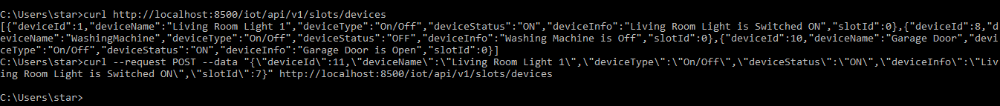 C:\Users\star>curl http://localhost:8500/iot/api/v1/slots/devices
[{"deviceId":1,"deviceName":"Living Room Light 1","deviceType":"On/Off","deviceStatus":"ON","deviceInfo":"Living Room Light is Switched ON","slotId":0},{"deviceId":8,"d
eviceName":"WashingMachine","deviceType":"On/Off","deviceStatus":"OFF","deviceInfo":"Washing Machine is Off","slotId":0},{"deviceId":10,"deviceName":"Garage Door","devi
ceType":"On/Off","deviceStatus":"ON","deviceInfo":"Garage Door is Open","slotId":0}]
C:\Users\star>curl --request POST --data "{\"deviceId\":11,\"deviceName\":\"Living Room Light 1\",\"deviceType\":\"On/Off\",\"deviceStatus\":\"ON\",\"deviceInfo\":\"Liv
ing Room Light is Switched ON\",\"slotId\":7}" http://localhost:8500/iot/api/v1/slots/devices
C:\Users\star>